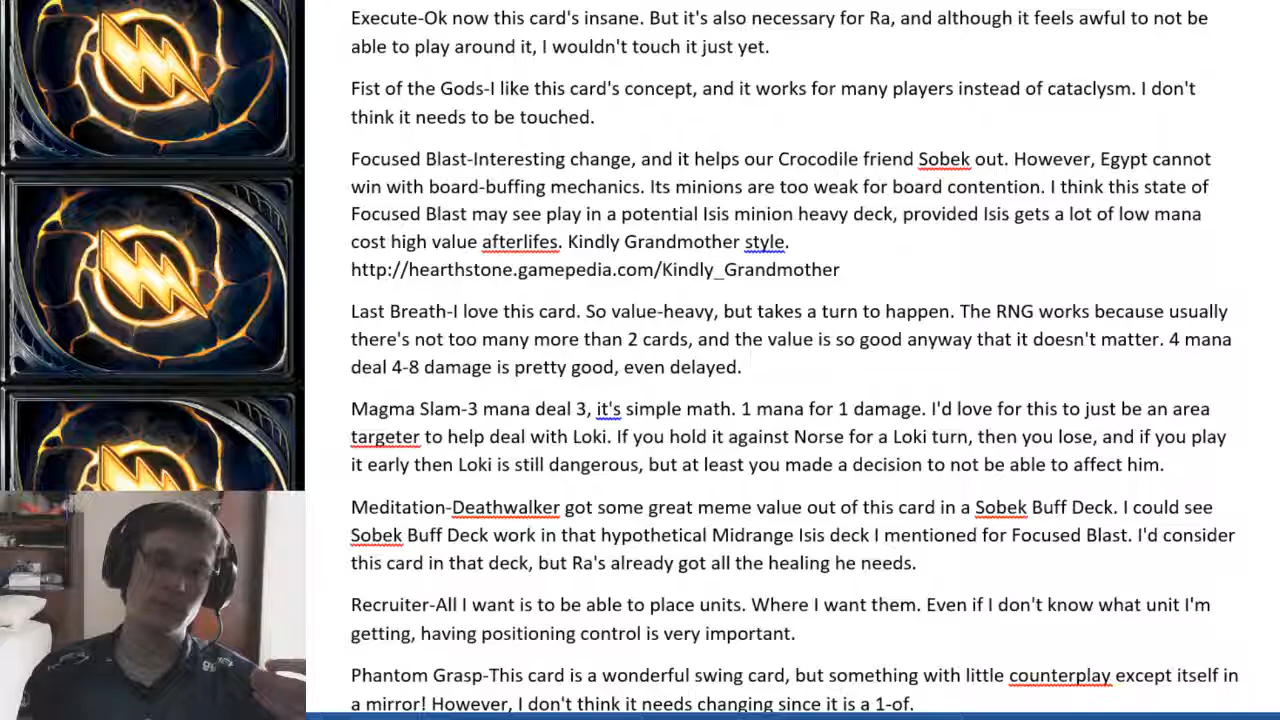 Execute-Ok now this card's insane. But it's also necessary for Ra, and although it feels awful to not be
able to play around it, I wouldn't touch it just yet.
Fist of the Gods-I like this card's concept, and it works for many players instead of cataclysm. I don't
think it needs to be touched.
Focused Blast-Interesting change, and it helps our Crocodile friend Sobek out. However, Egypt cannot
win with board-buffing mechanics. Its minions are too weak for board contention. I think this state of
Focused Blast may see play in a potential Isis minion heavy deck, provided Isis gets a lot of low mana
cost high value afterlifes. Kindly Grandmother style.
http://hearthstone.gamepedia.com/Kindly_Grandmother
Last Breath-I love this card. So value-heavy, but takes a turn to happen. The RNG works because usually
there's not too many more than 2 cards, and the value is so good anyway that it doesn't matter. 4 mana
deal 4-8 damage is pretty good, even delayed.
Magma Slam-3 mana deal 3, it's simple math. 1 mana for 1 damage. I'd love for this to just be an area
targeter to help deal with Loki. If you hold it against Norse for a Loki turn, then you lose, and if you play
it early then Loki is still dangerous, but at least you made a decision to not be able to affect him.
Meditation-Deathwalker got some great meme value out of this card in a Sobek Buff Deck. I could see
Sobek Buff Deck work in that hypothetical Midrange Isis deck I mentioned for Focused Blast. I'd consider
this card in that deck, but Ra's already got all the healing he needs.
Recruiter-All I want is to be able to place units. Where I want them. Even if I don't know what unit I'm
getting, having positioning control is very important.
Phantom Grasp-This card is a wonderful swing card, but something with little counterplay except itself in
a mirror! However, I don't think it needs changing since it is a 1-of.